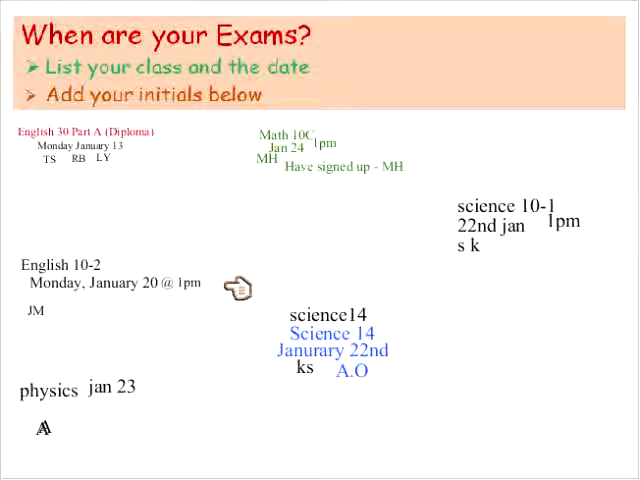 When are your Exams?
➢ List your class and the date
➢ Add your initials below
English 30 Part A (Diploma)
Monday January 13
TS RB LY
Math 10C
Jan 24 1pm
MH
Have signed up - MH
science 10-1
22nd jan 1pm
s k
English 10-2
Monday, January 20 @ 1pm
JM
science14
Science 14
Janurary 22nd
ks A.O
physics jan 23
A A